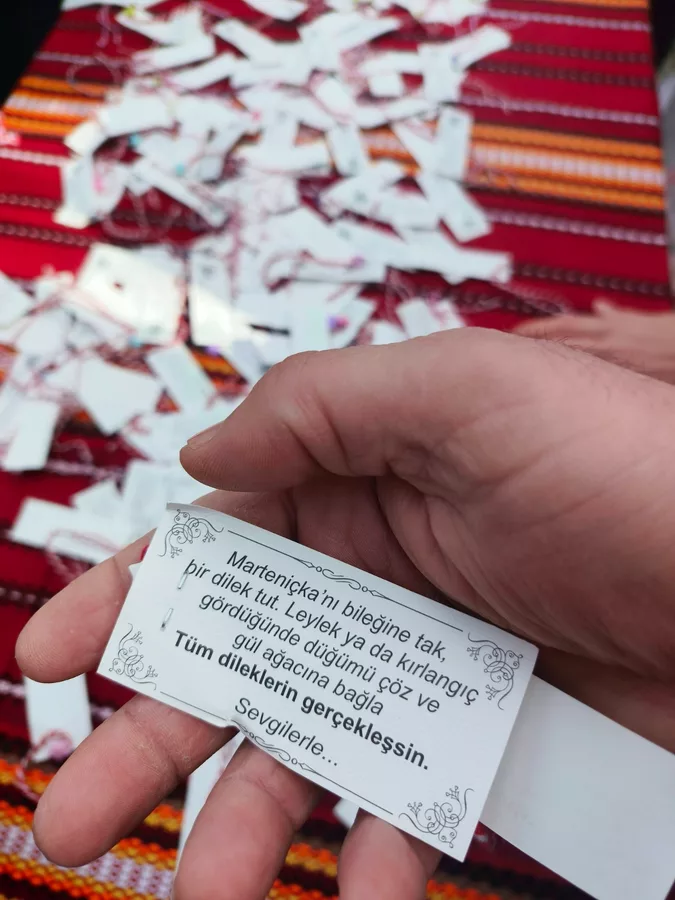 Marteniçka'nı bileğine tak,
bir dilek tut. Leylek ya da kırlangıç
gördüğünde düğümü çöz ve
gül ağacına bağla
Tüm dileklerin gerçekleşsin.
Sevgilerle...